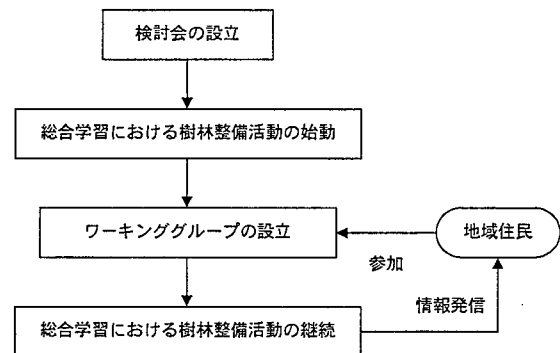 検討会の設立
総合学習における樹林整備活動の始動
ワーキンググループの設立
地域住民
参加
情報発信
総合学習における樹林整備活動の継続